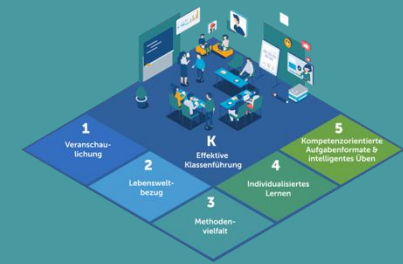 1
Veranschau-
lichung
2
Lebenswelt-
bezug
3
Methoden-
vielfalt
K
Effektive
Klassenführung
4
Individualisiertes
Lernen
5
Kompetenzorientierte
Aufgabenformate &
intelligentes Üben